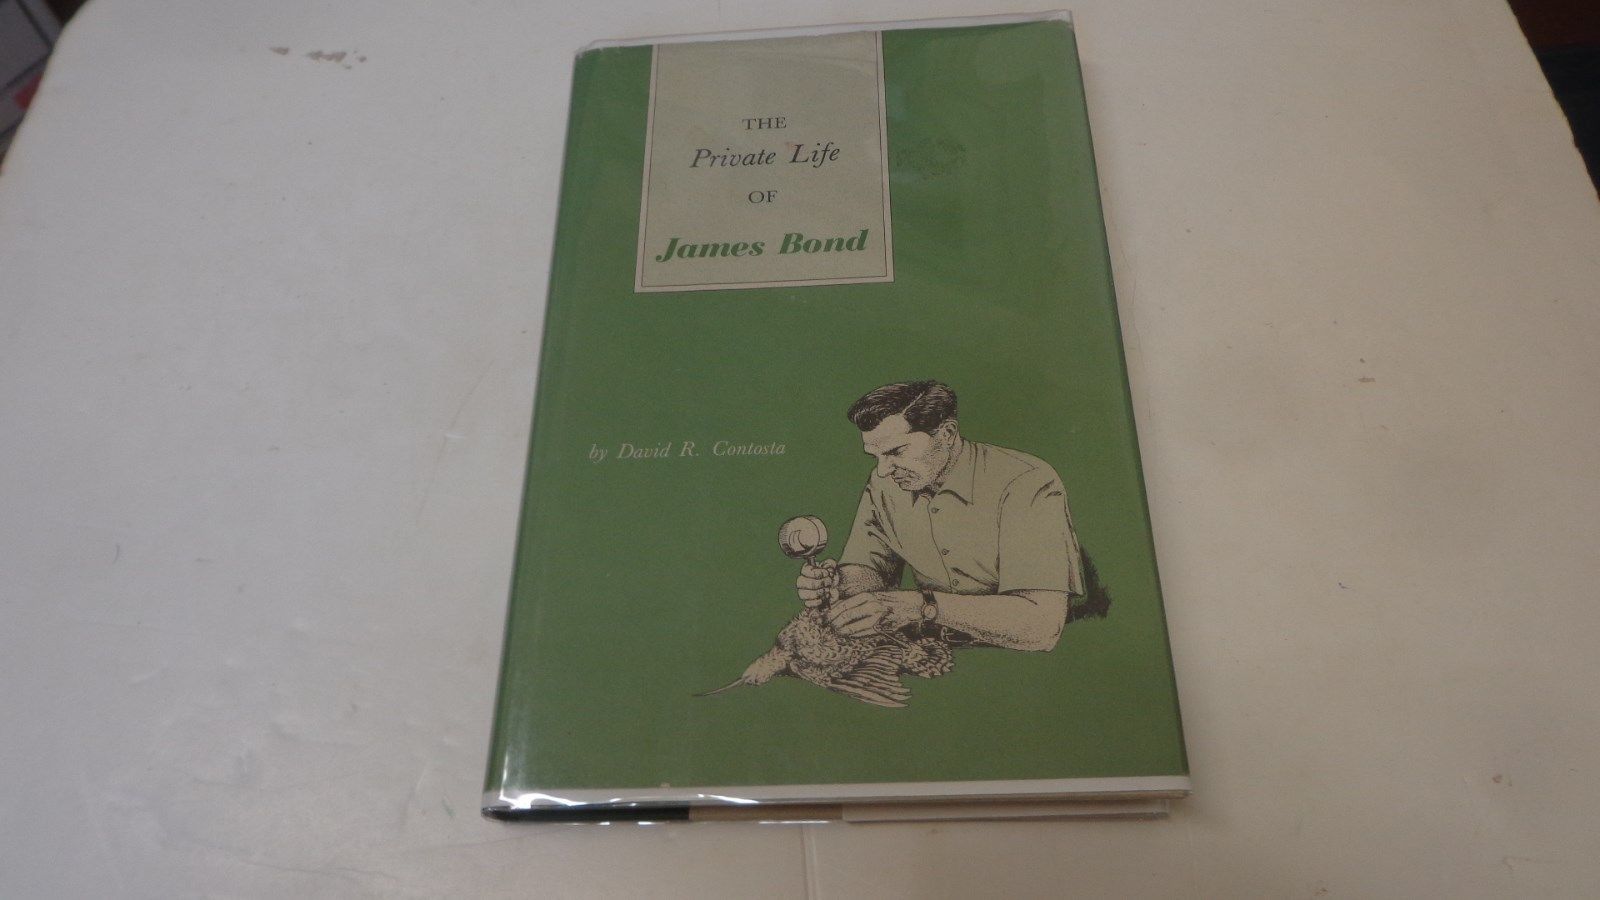 THE
Private Life
OF
James Bond
by David R. Contosta